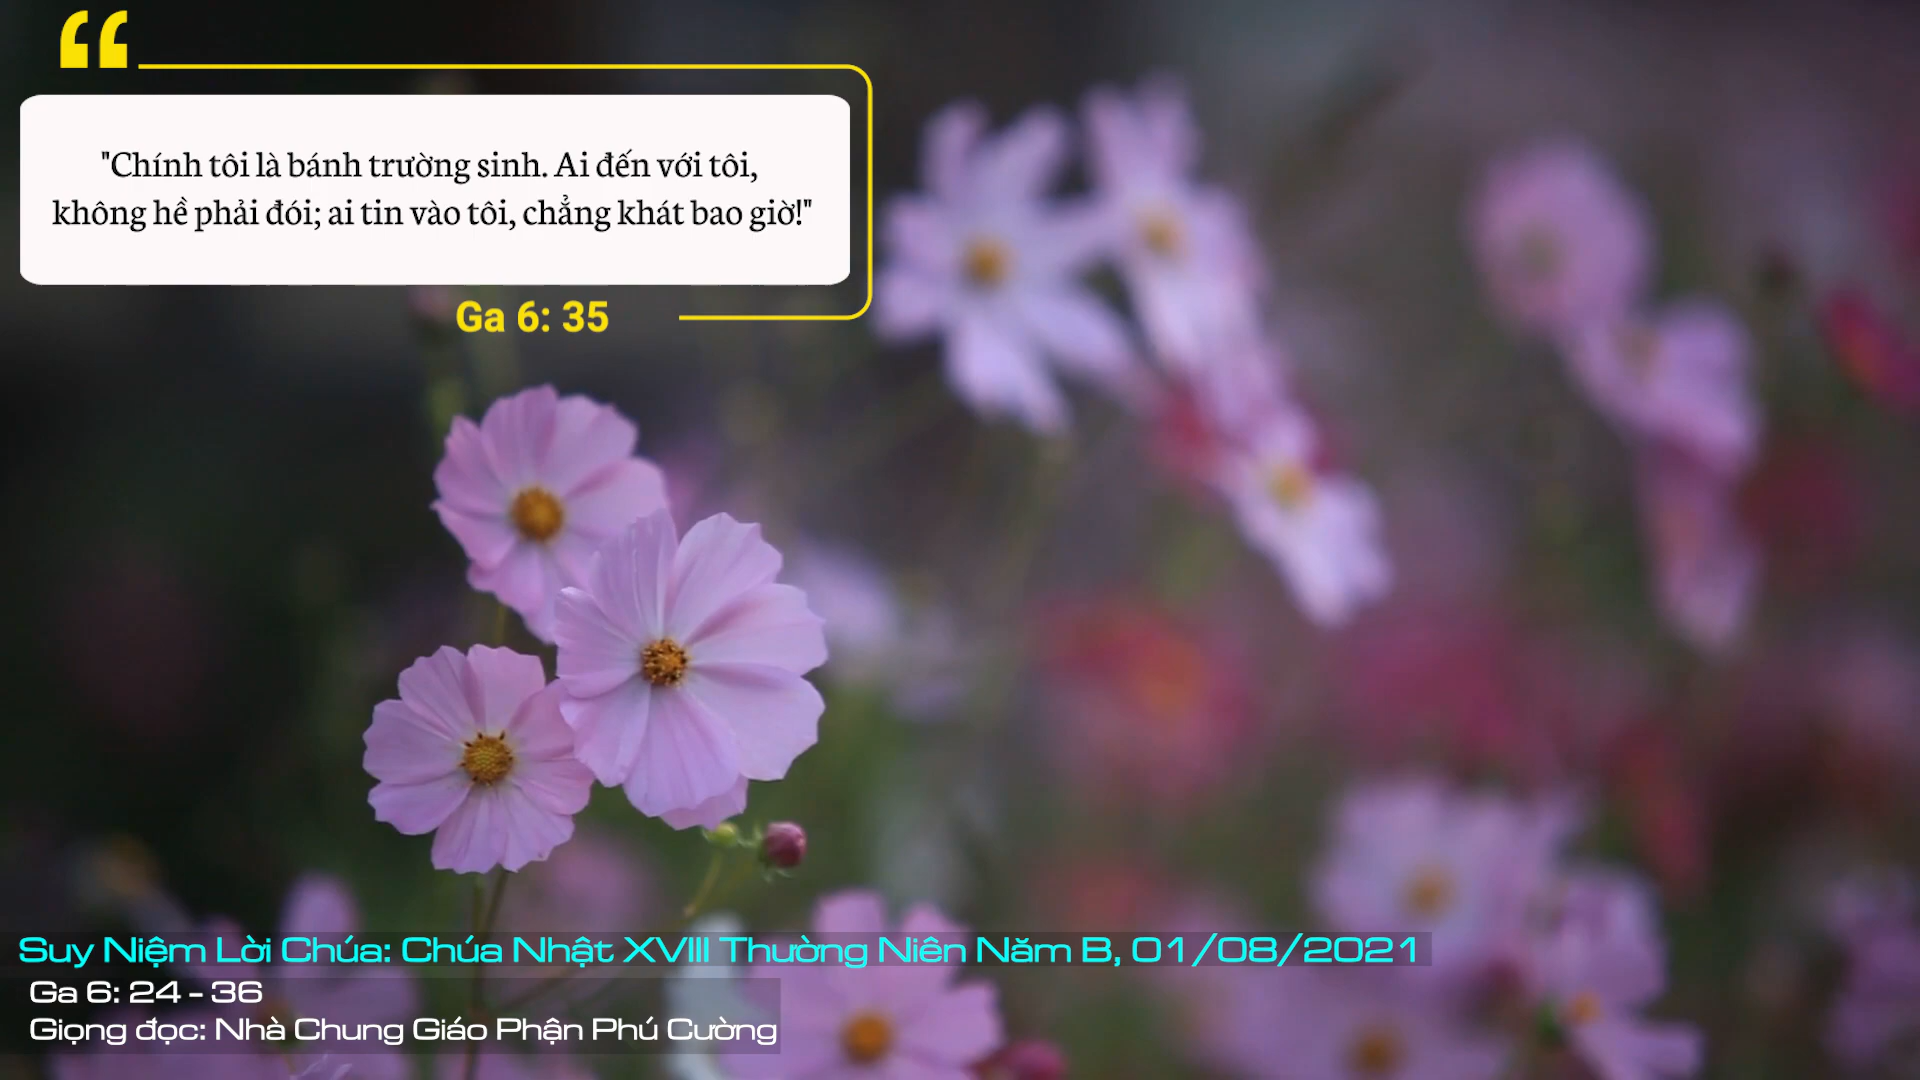 "Chính tôi là bánh trường sinh. Ai đến với tôi,
không hề phải đói; ai tin vào tôi, chẳng khát bao giờ!"
Ga 6: 35
Suy Niệm Lời Chúa: Chúa Nhật XVIII Thường Niên Năm B, 01/08/2021
Ga 6: 24 - 36
Giọng đọc: Nhà Chung Giáo Phận Phú Cường